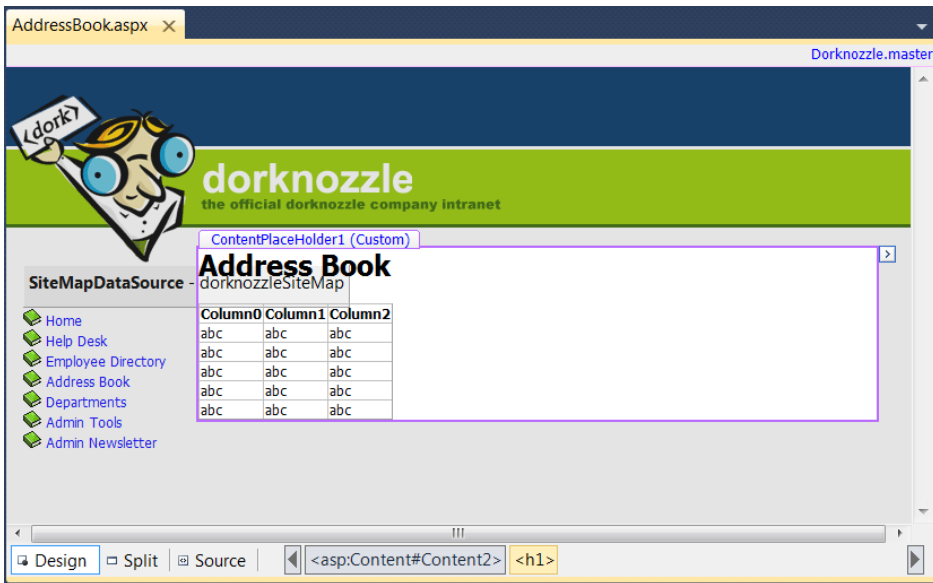 AddressBook.aspx
Dorknozzle.master
<dork>
dorknozzle
the official dorknozzle company intranet
ContentPlaceHolder1 (Custom)
Address Book
SiteMapDataSource - dorknozzleSiteMap
Home
Help Desk
Employee Directory
Address Book
Departments
Admin Tools
Admin Newsletter
Column0 Column1 Column2
abc abc abc
abc abc abc
abc abc abc
abc abc abc
abc abc abc
Design Split Source <asp:Content#Content2> <h1>